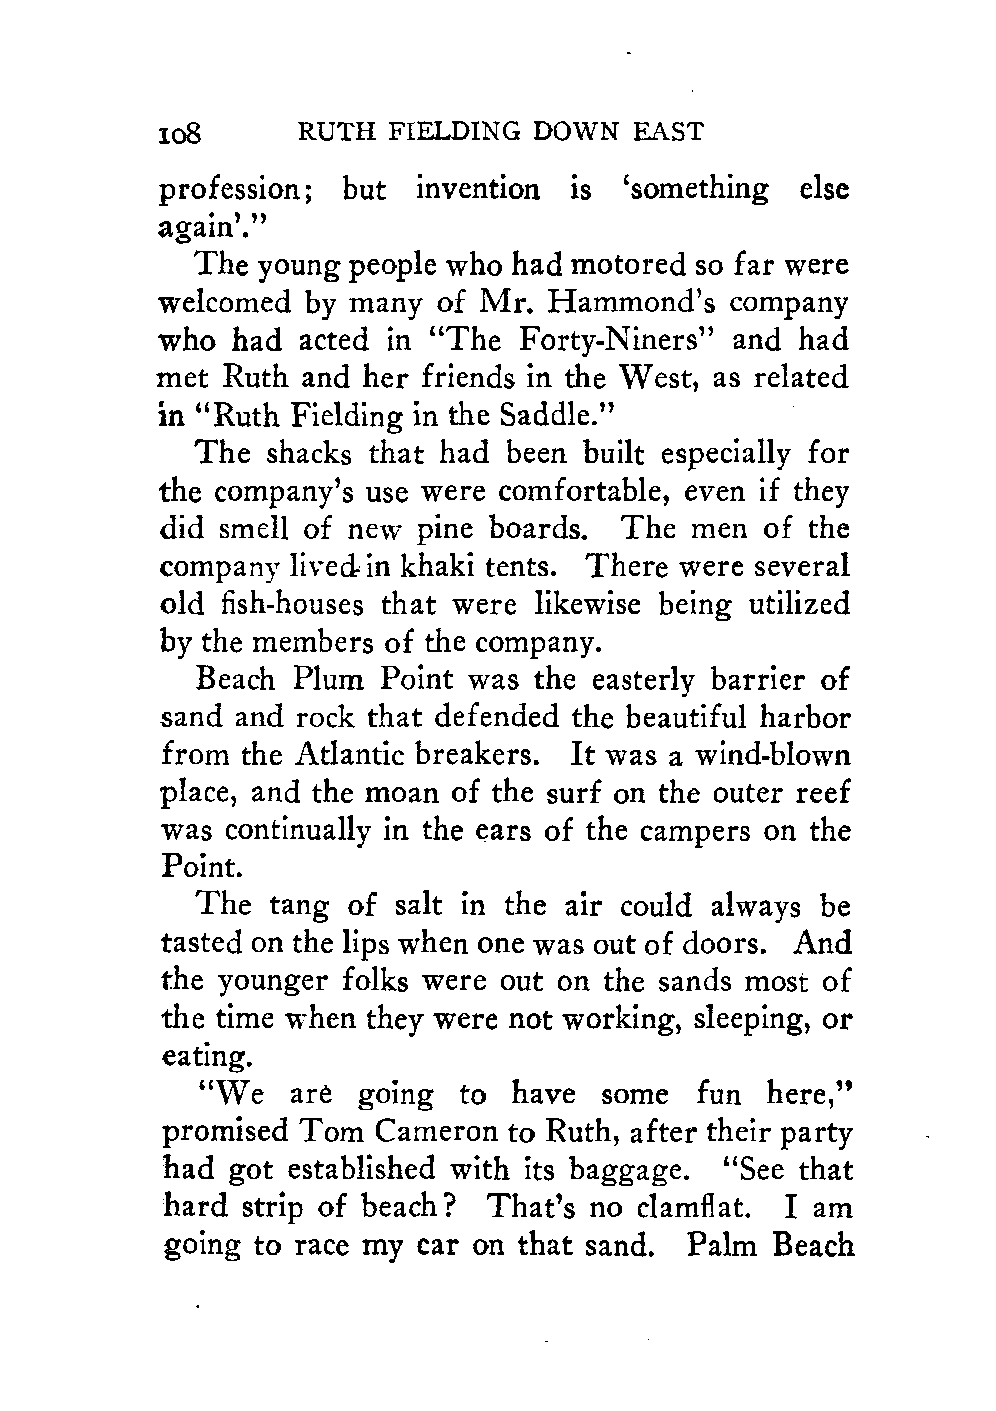 108 RUTH FIELDING DOWN EAST
profession; but invention is ‘something else
again’.”
The young people who had motored so far were
welcomed by many of Mr. Hammond’s company
who had acted in “The Forty-Niners” and had
met Ruth and her friends in the West, as related
in “Ruth Fielding in the Saddle.”
The shacks that had been built especially for
the company’s use were comfortable, even if they
did smell of new pine boards. The men of the
company lived in khaki tents. There were several
old fish-houses that were likewise being utilized
by the members of the company.
Beach Plum Point was the easterly barrier of
sand and rock that defended the beautiful harbor
from the Atlantic breakers. It was a wind-blown
place, and the moan of the surf on the outer reef
was continually in the ears of the campers on the
Point.
The tang of salt in the air could always be
tasted on the lips when one was out of doors. And
the younger folks were out on the sands most of
the time when they were not working, sleeping, or
eating.
“We are going to have some fun here,”
promised Tom Cameron to Ruth, after their party
had got established with its baggage. “See that
hard strip of beach? That’s no clamflat. I am
going to race my car on that sand. Palm Beach